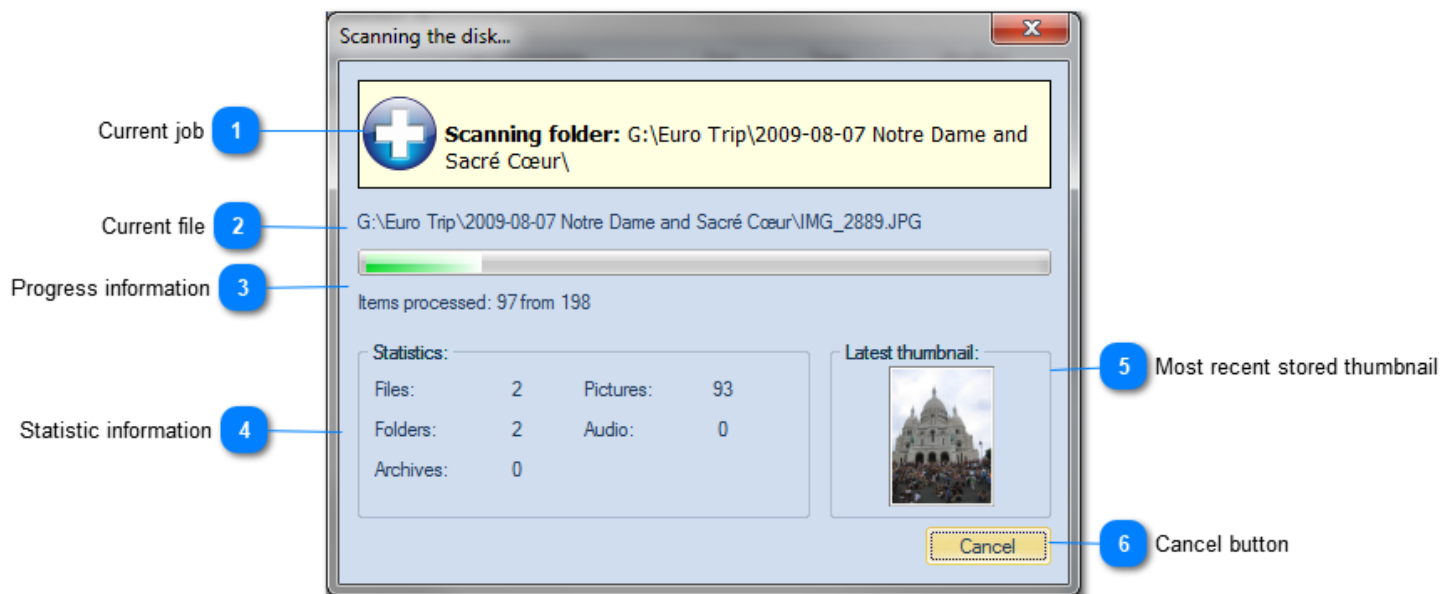 Scanning the disk...
Current job 1
Scanning folder: G:\Euro Trip\2009-08-07 Notre Dame and
Sacré Cœur\
Current file 2
G:\Euro Trip\2009-08-07 Notre Dame and Sacré Cœur\IMG_2889.JPG
Progress information 3
Items processed: 97 from 198
Statistics:
Latest thumbnail:
5 Most recent stored thumbnail
Files: 2 Pictures: 93
Statistic information 4
Folders: 2 Audio: 0
Archives: 0
Cancel
6 Cancel button